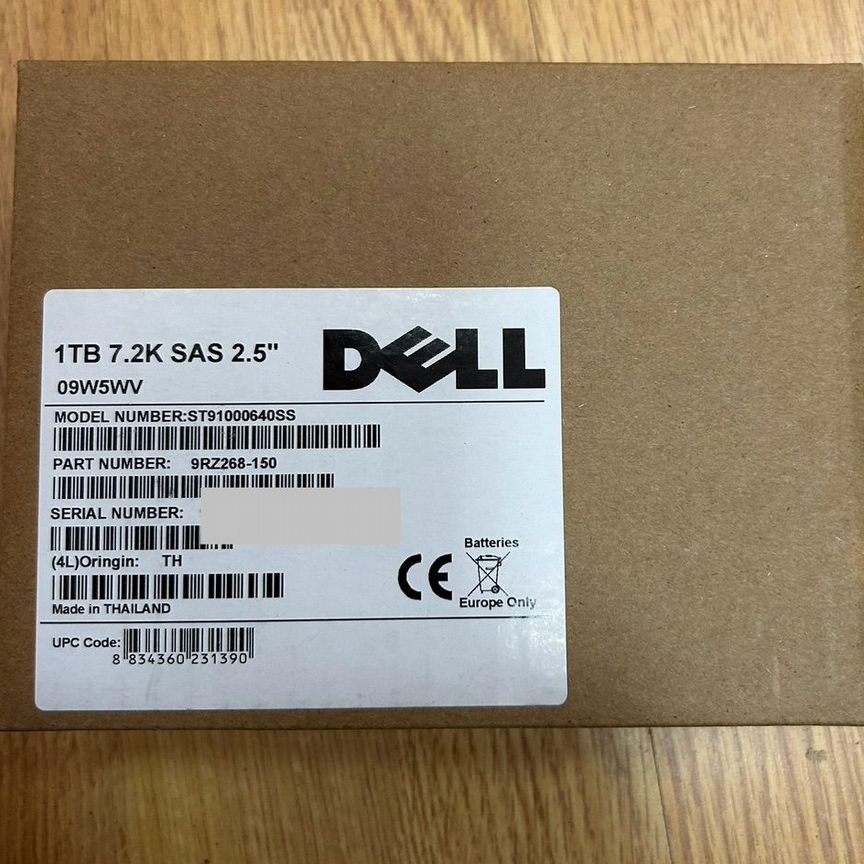 1TB 7.2K SAS 2.5"
DELL
09W5WV
MODEL NUMBER:ST91000640SS
PART NUMBER: 9RZ268-150
SERIAL NUMBER:
(4L)Oringin: TH
Made in THAILAND
Batteries
CE
Europe Only
UPC Code:
8 834360 231390